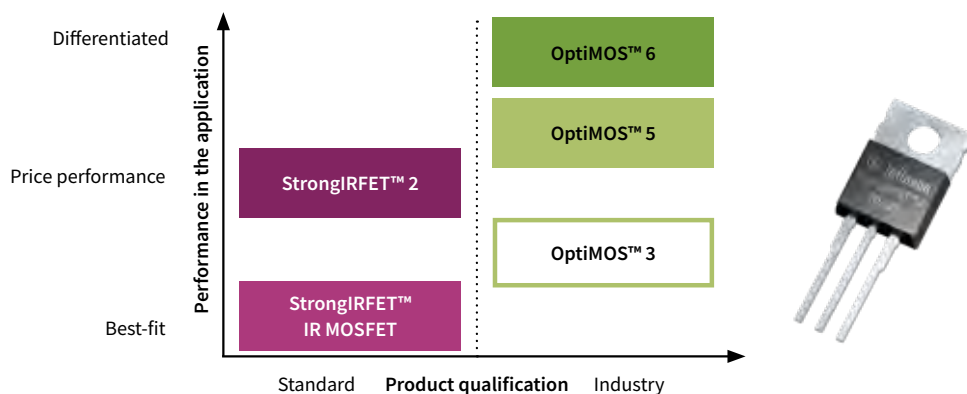 Differentiated
Price performance
Best-fit
Performance in the application
OptiMOS™ 6
OptiMOS™ 5
StrongIRFET™ 2
OptiMOS™ 3
StrongIRFET™
IR MOSFET
Standard
Product qualification
Industry
Infineon